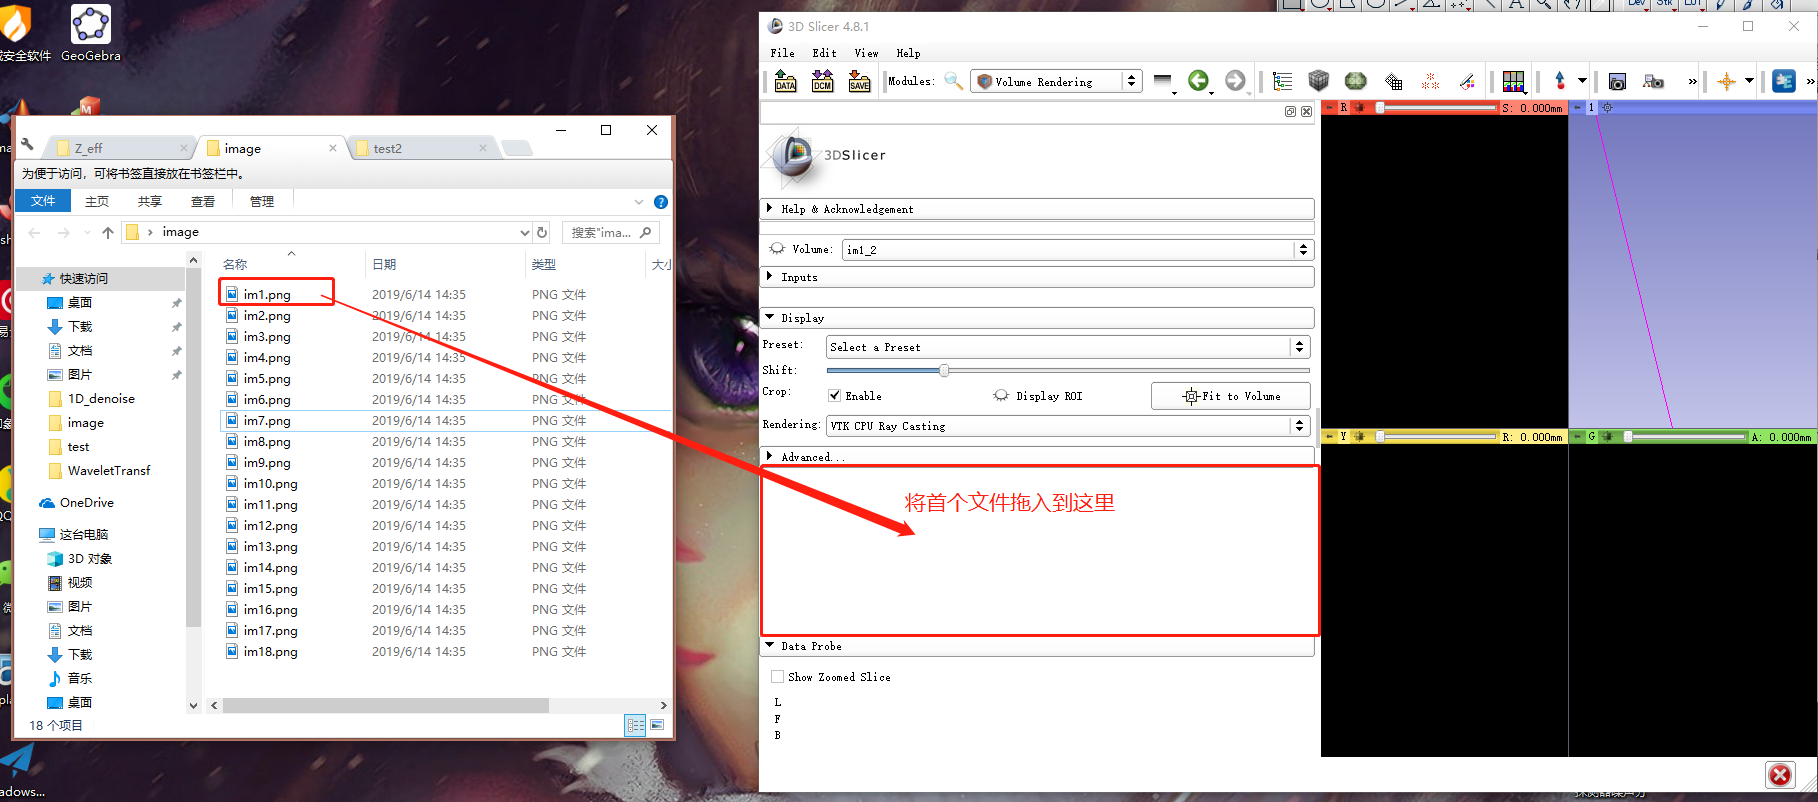 成安全软件
GeoGebra
Z_eff
image
test2
为便于访问，可将书签直接放在书签栏中。
文件
主页
共享
查看
管理
image
搜索"ima...
名称
日期
类型
大小
快速访问
桌面
下载
文档
图片
1D_denoise
image
test
WaveletTransf
OneDrive
这台电脑
3D 对象
视频
图片
文档
下载
音乐
桌面
im1.png 2019/6/14 14:35 PNG 文件
im2.png 2019/6/14 14:35 PNG 文件
im3.png 2019/6/14 14:35 PNG 文件
im4.png 2019/6/14 14:35 PNG 文件
im5.png 2019/6/14 14:35 PNG 文件
im6.png 2019/6/14 14:35 PNG 文件
im7.png 2019/6/14 14:35 PNG 文件
im8.png 2019/6/14 14:35 PNG 文件
im9.png 2019/6/14 14:35 PNG 文件
im10.png 2019/6/14 14:35 PNG 文件
im11.png 2019/6/14 14:35 PNG 文件
im12.png 2019/6/14 14:35 PNG 文件
im13.png 2019/6/14 14:35 PNG 文件
im14.png 2019/6/14 14:35 PNG 文件
im15.png 2019/6/14 14:35 PNG 文件
im16.png 2019/6/14 14:35 PNG 文件
im17.png 2019/6/14 14:35 PNG 文件
im18.png 2019/6/14 14:35 PNG 文件
18 个项目
adows...
3D Slicer 4.8.1
File Edit View Help
DATA DCM SAVE Modules: Volume Rendering
3DSlicer
Help & Acknowledgement
Volume: im1_2
Inputs
Display
Preset: Select a Preset
Shift:
Crop: Enable Display ROI Fit to Volume
Rendering: VTK CPU Ray Casting
Advanced...
将首个文件拖入到这里
Data Probe
Show Zoomed Slice
L
F
B
R S: 0.000mm
1
Y R: 0.000mm
G A: 0.000mm